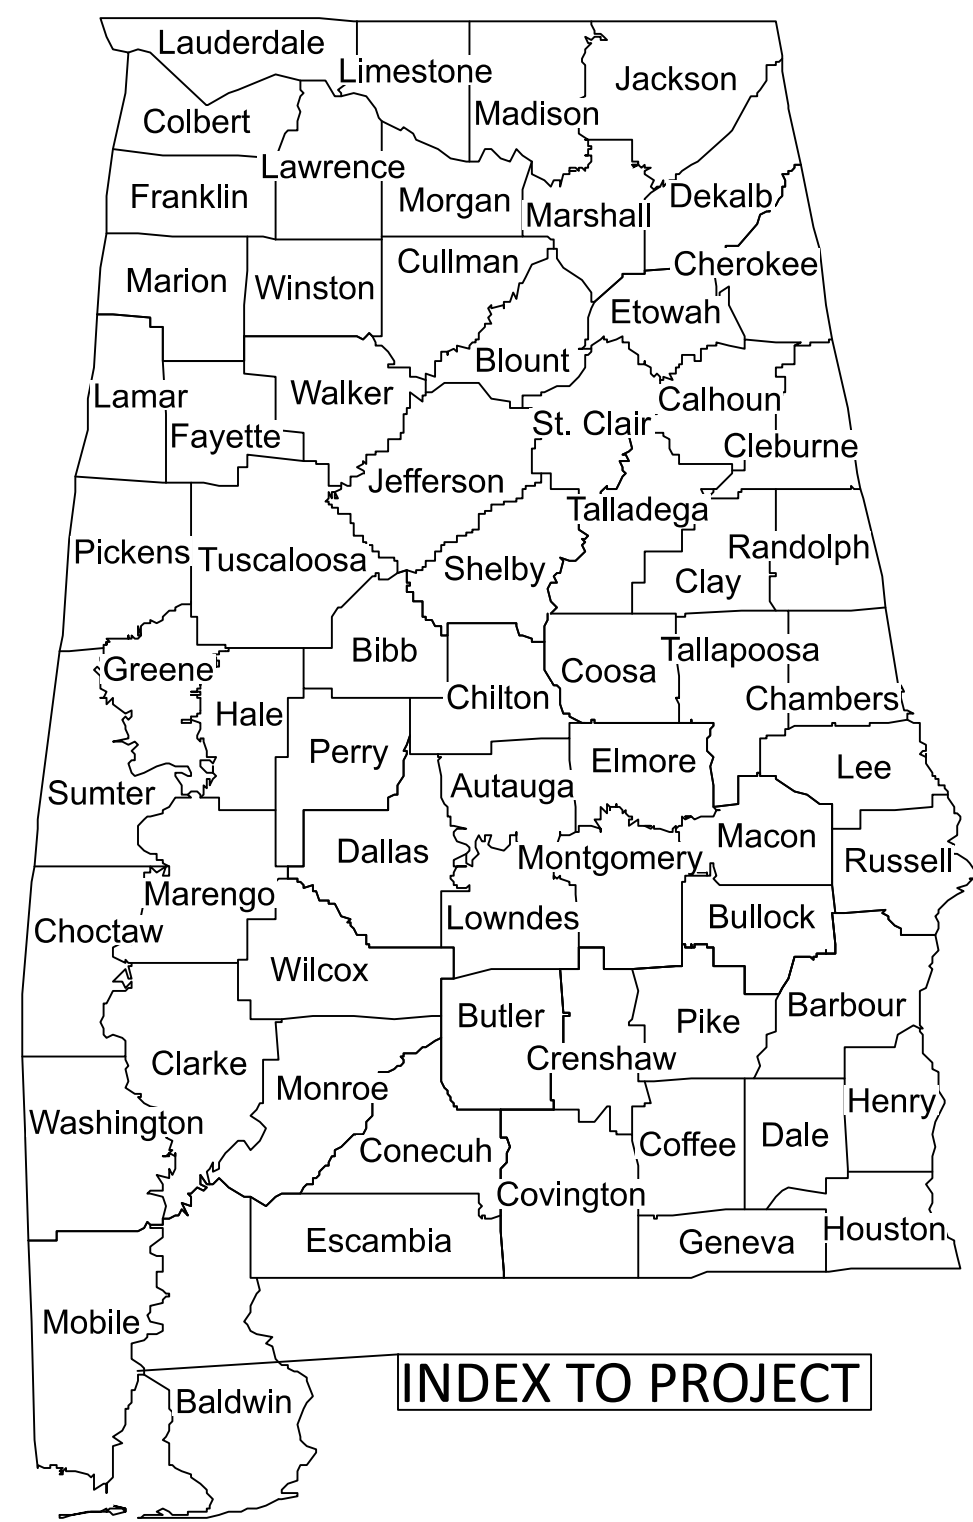 Lauderdale
Limestone
Madison
Jackson
Colbert
Lawrence
Franklin
Morgan
Marshall
Dekalb
Marion
Winston
Cullman
Cherokee
Etowah
Blount
Lamar
Walker
Calhoun
Fayette
St. Clair
Cleburne
Jefferson
Talladega
Pickens
Tuscaloosa
Shelby
Clay
Randolph
Greene
Bibb
Coosa
Tallapoosa
Hale
Chilton
Chambers
Perry
Elmore
Lee
Sumter
Autauga
Dallas
Montgomery
Macon
Russell
Marengo
Choctaw
Lowndes
Bullock
Wilcox
Butler
Pike
Barbour
Clarke
Crenshaw
Monroe
Henry
Washington
Conecuh
Coffee
Dale
Covington
Escambia
Geneva
Houston
Mobile
Baldwin
INDEX TO PROJECT